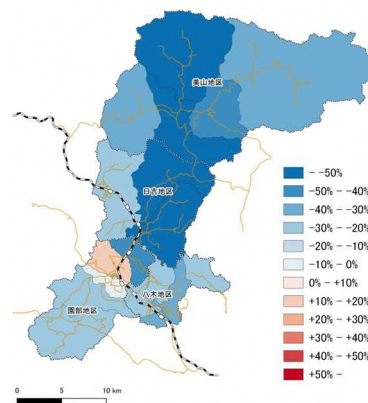 美山地区
日吉地区
八木地区
園部地区
- -50%
-50% - -40%
-40% - -30%
-30% - -20%
-20% - -10%
-10% - 0%
0% - +10%
+10% - +20%
+20% - +30%
+30% - +40%
+40% - +50%
+50% -
0 5 10 km